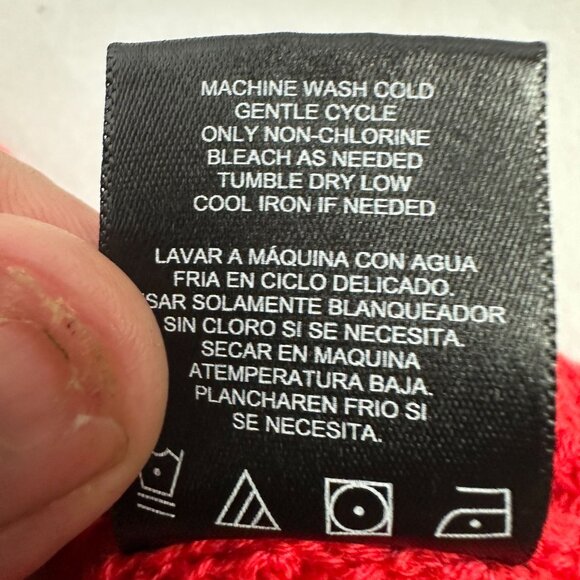 MACHINE WASH COLD
GENTLE CYCLE
ONLY NON-CHLORINE
BLEACH AS NEEDED
TUMBLE DRY LOW
COOL IRON IF NEEDED
LAVAR A MÁQUINA CON AGUA
FRIA EN CICLO DELICADO.
SOLAMENTE BLANQUEADOR
SIN CLORO SI SE NECESITA.
SECAR EN MAQUINA
ATEMPERATURA BAJA.
PLANCHAREN FRIO SI
SE NECESITA.